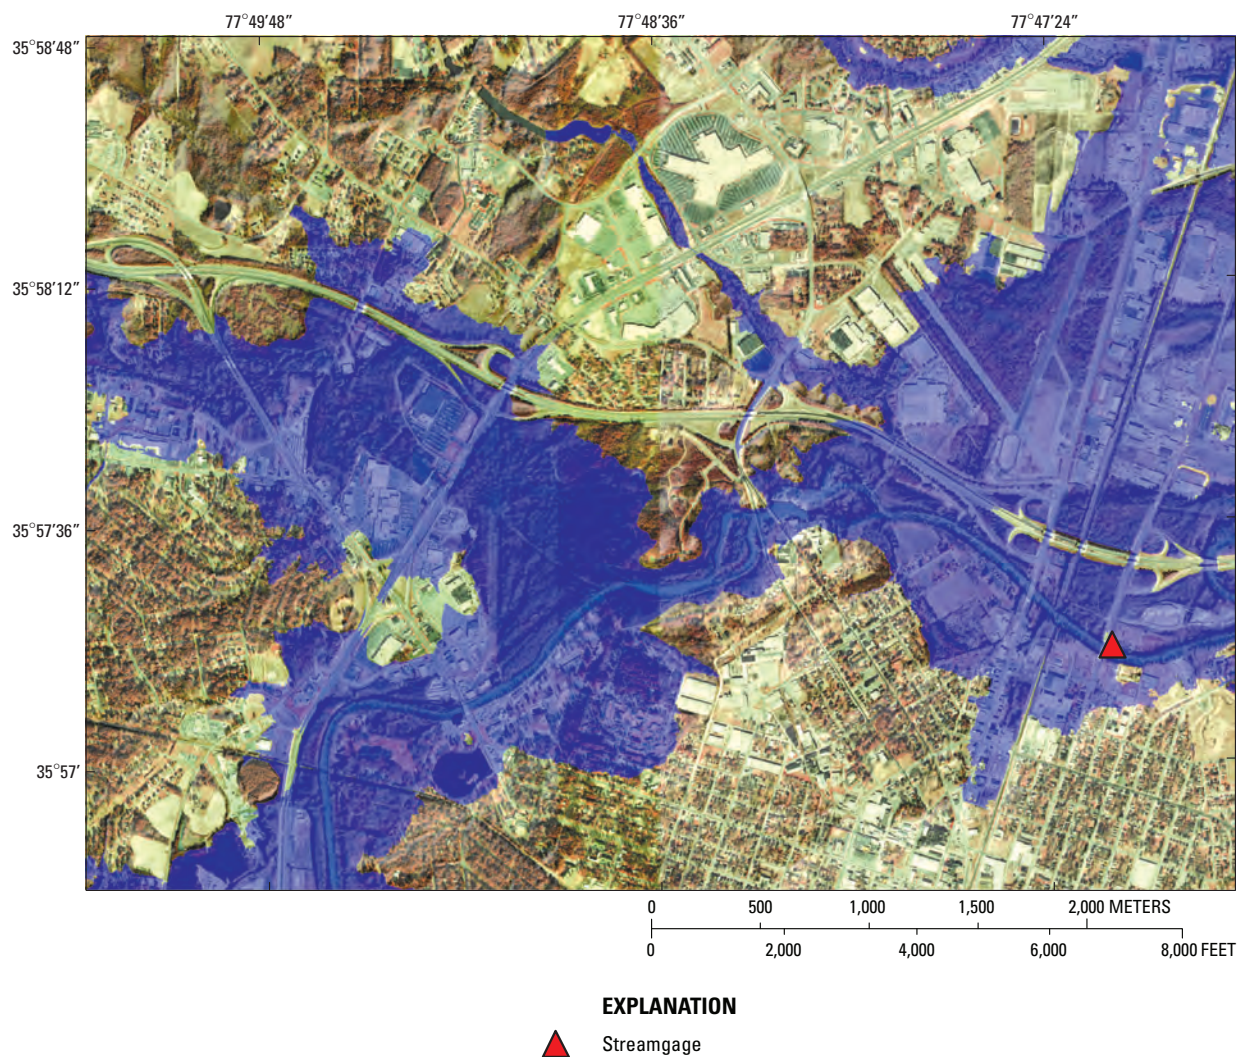 77°49’48” 77°48’36” 77°47’24”
35°58’48”
35°58’12”
35°57’36”
35°57’
0 500 1,000 1,500 2,000 METERS
0 2,000 4,000 6,000 8,000 FEET
EXPLANATION
Streamgage